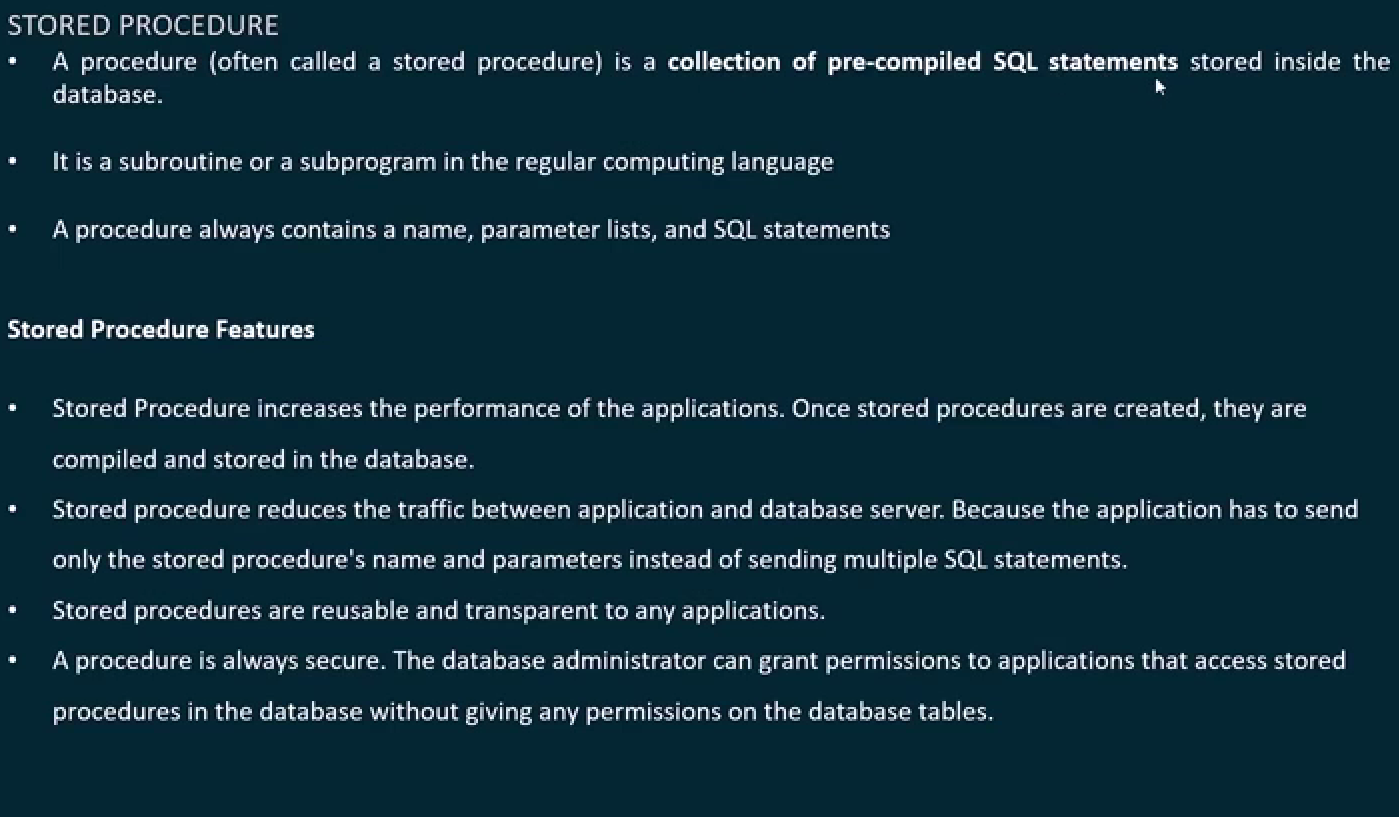 STORED PROCEDURE
• A procedure (often called a stored procedure) is a collection of pre-compiled SQL statements stored inside the
database.
• It is a subroutine or a subprogram in the regular computing language
• A procedure always contains a name, parameter lists, and SQL statements
Stored Procedure Features
• Stored Procedure increases the performance of the applications. Once stored procedures are created, they are
compiled and stored in the database.
• Stored procedure reduces the traffic between application and database server. Because the application has to send
only the stored procedure's name and parameters instead of sending multiple SQL statements.
• Stored procedures are reusable and transparent to any applications.
• A procedure is always secure. The database administrator can grant permissions to applications that access stored
procedures in the database without giving any permissions on the database tables.